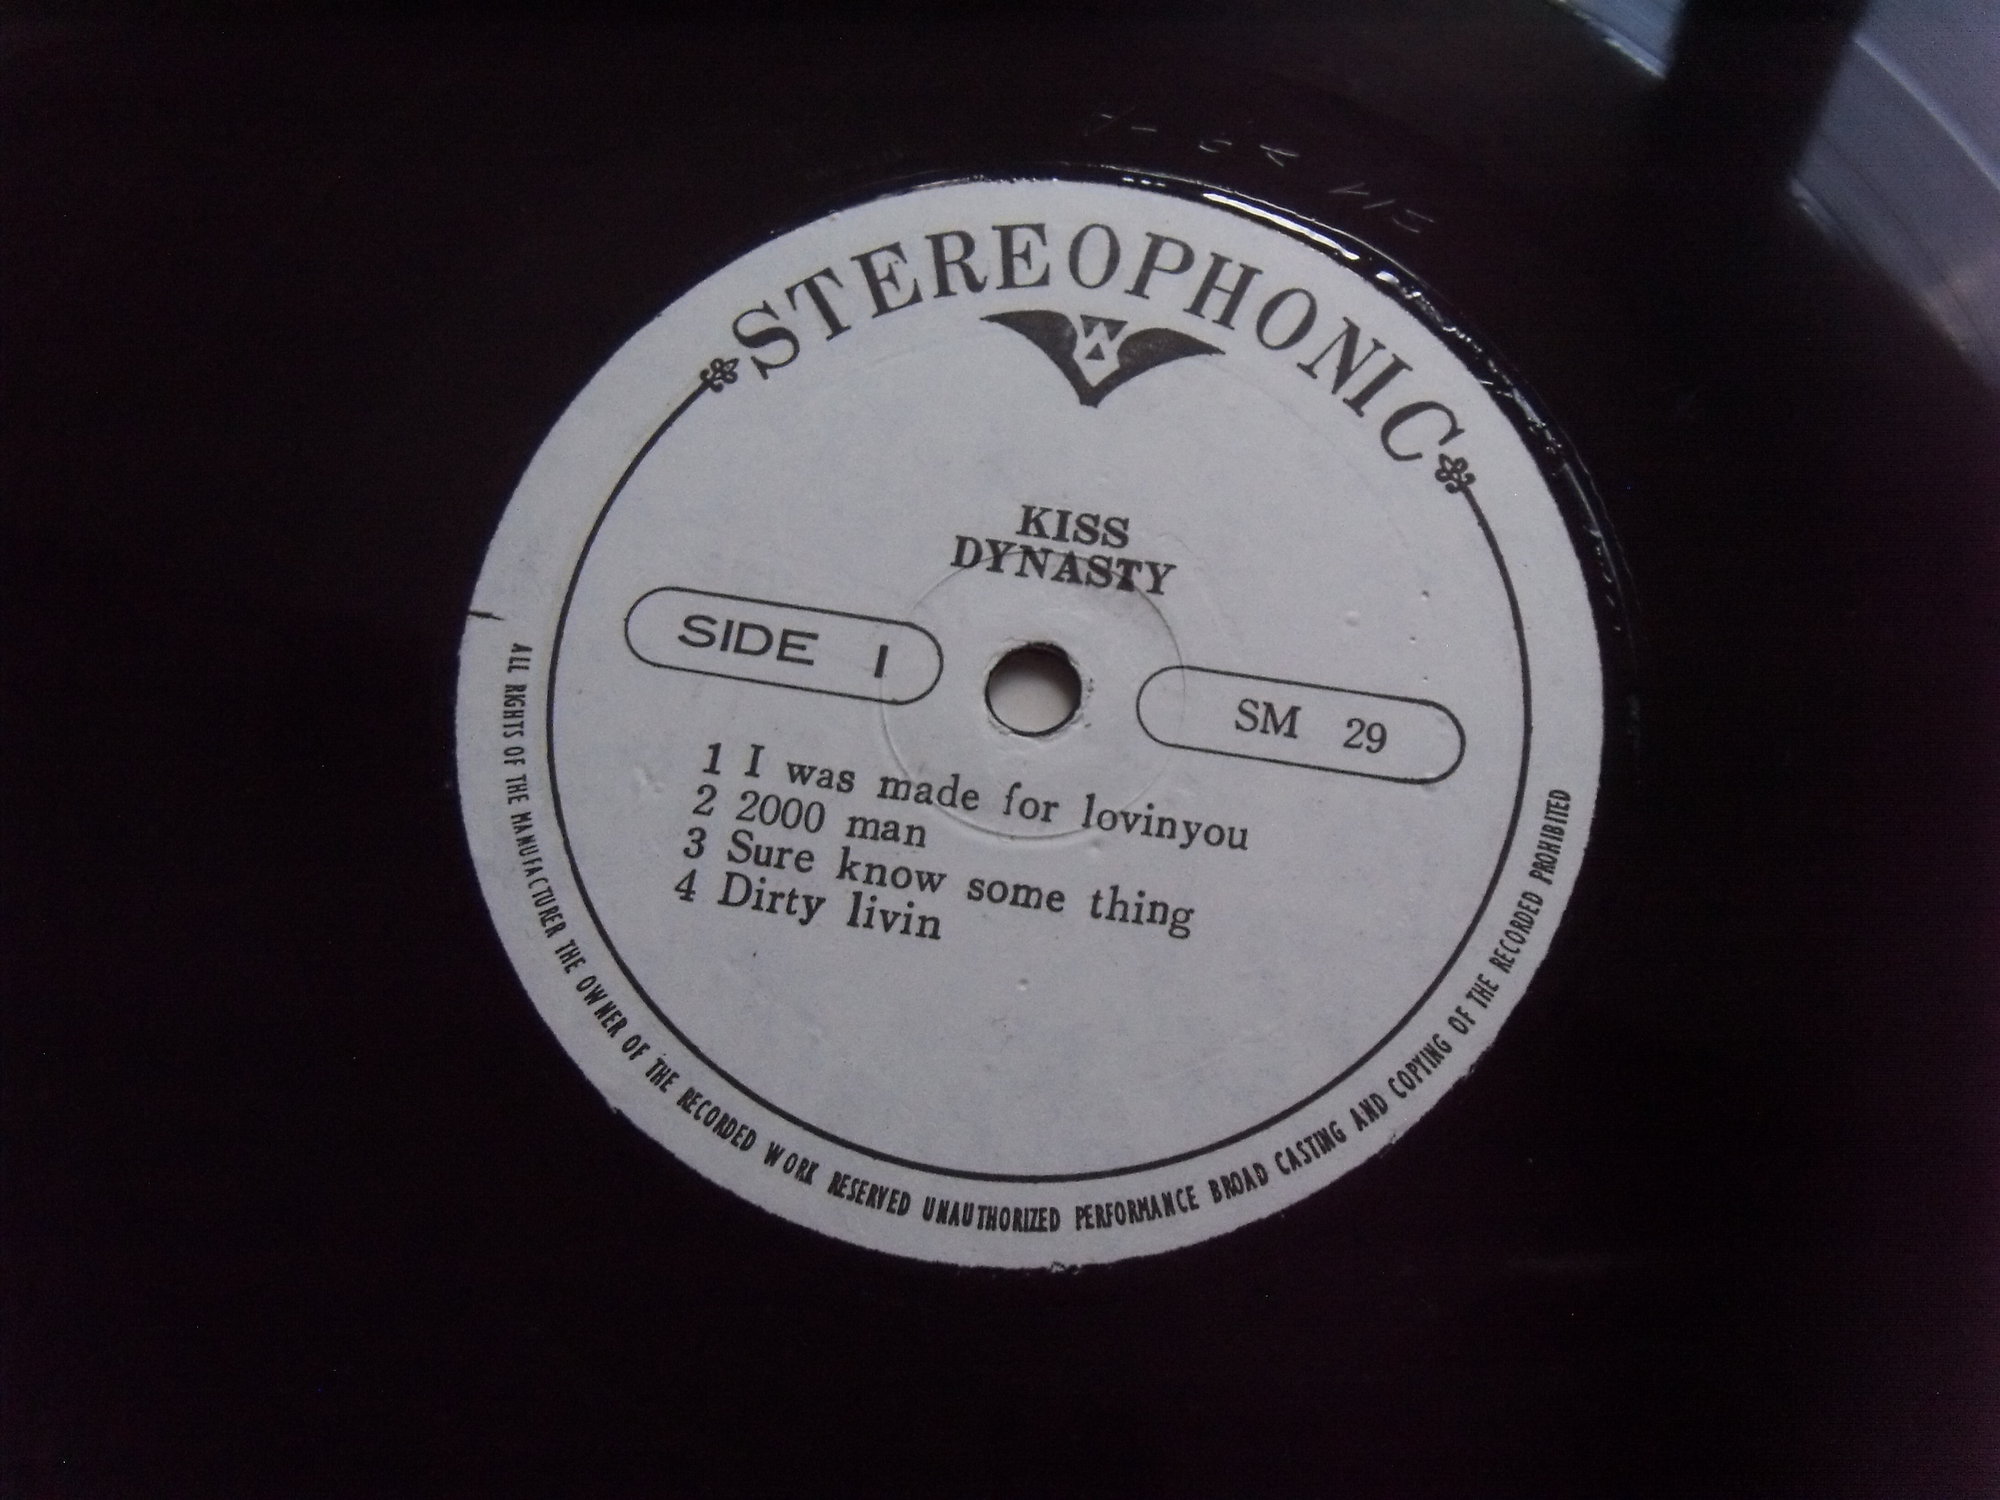 STEREOPHONIC
KISS
DYNASTY
SIDE 1
SM 29
1 I was made for lovinyou
2 2000 man
3 Sure know some thing
4 Dirty livin
ALL RIGHTS OF THE MANUFACTURER THE OWNER OF THE RECORDED WORK RESERVED UNAUTHORIZED PERFORMANCE BROAD CASTING AND COPYING OF THE RECORDED PROHIBITED